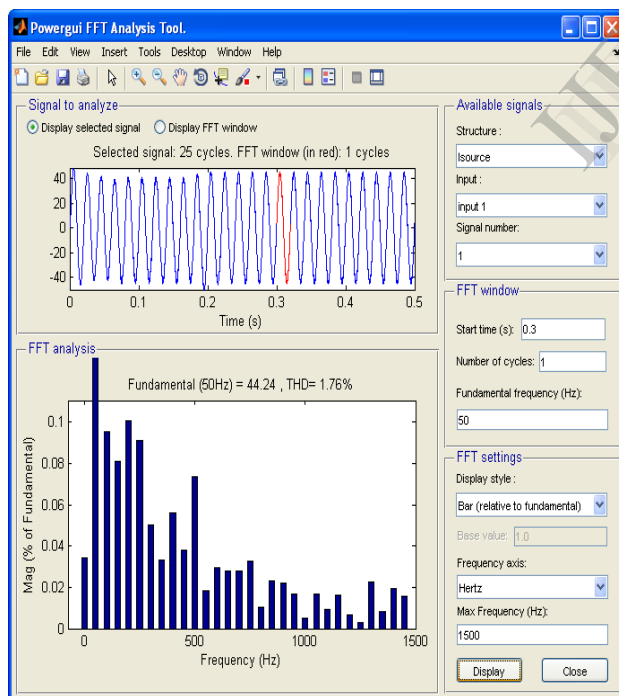 Powergui FFT Analysis Tool.
File Edit View Insert Tools Desktop Window Help
Signal to analyze
Display selected signal Display FFT window
Selected signal: 25 cycles. FFT window (in red): 1 cycles
40
20
0
-20
-40
0 0.1 0.2 0.3 0.4 0.5
Time (s)
FFT analysis
Fundamental (50Hz) = 44.24 , THD= 1.76%
0.1
0.08
0.06
0.04
0.02
0
Mag (% of Fundamental)
0 500 1000 1500
Frequency (Hz)
Available signals
Structure :
Isource
Input :
input 1
Signal number:
1
FFT window
Start time (s): 0.3
Number of cycles: 1
Fundamental frequency (Hz):
50
FFT settings
Display style :
Bar (relative to fundamental)
Base value: 1.0
Frequency axis:
Hertz
Max Frequency (Hz):
1500
Display Close